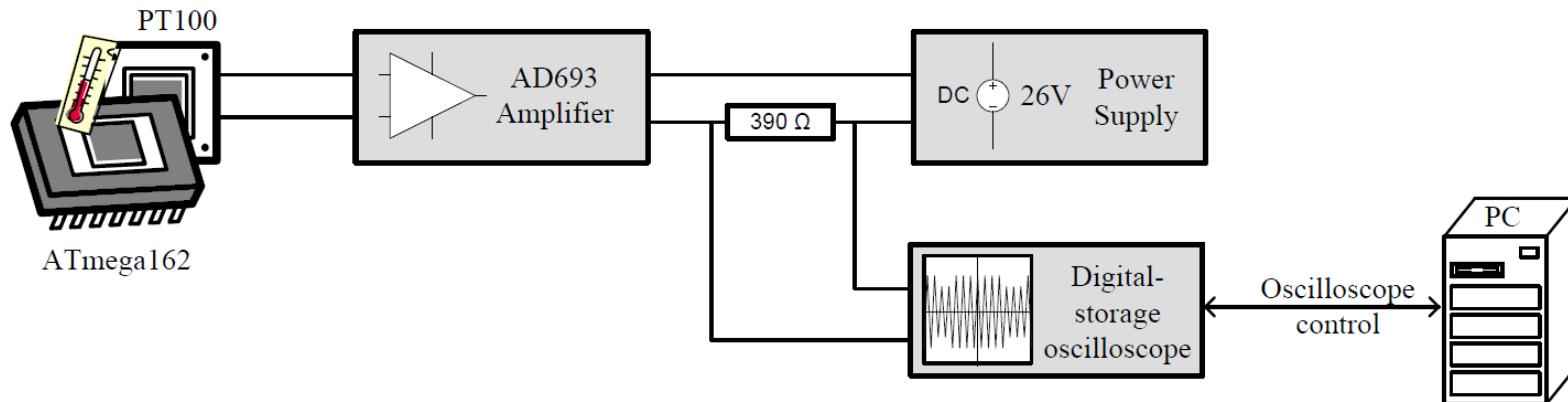 PT100
ATmega162
AD693
Amplifier
390 Ω
DC
26V
Power
Supply
Digital-
storage
oscilloscope
Oscilloscope
control
PC